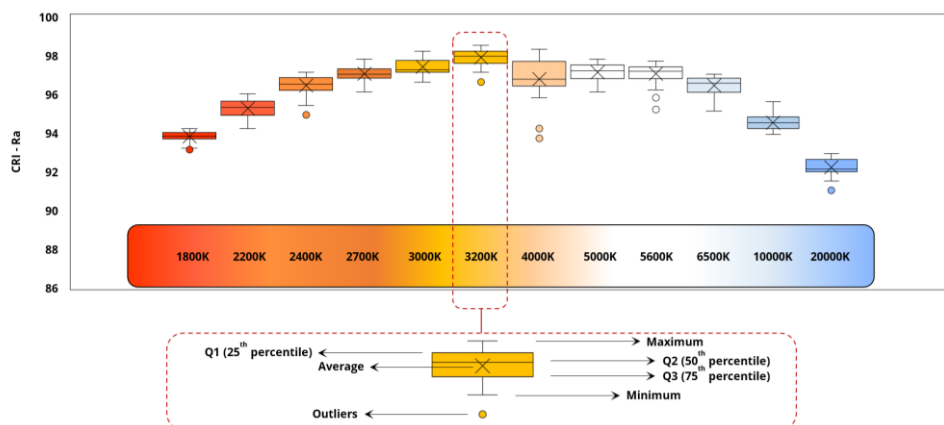 100
98
96
94
92
90
88
86
CRI - Ra
1800K 2200K 2400K 2700K 3000K 3200K 4000K 5000K 5600K 6500K 10000K 20000K
Maximum
Q1 (25th percentile)
Q2 (50th percentile)
Average
Q3 (75th percentile)
Minimum
Outliers